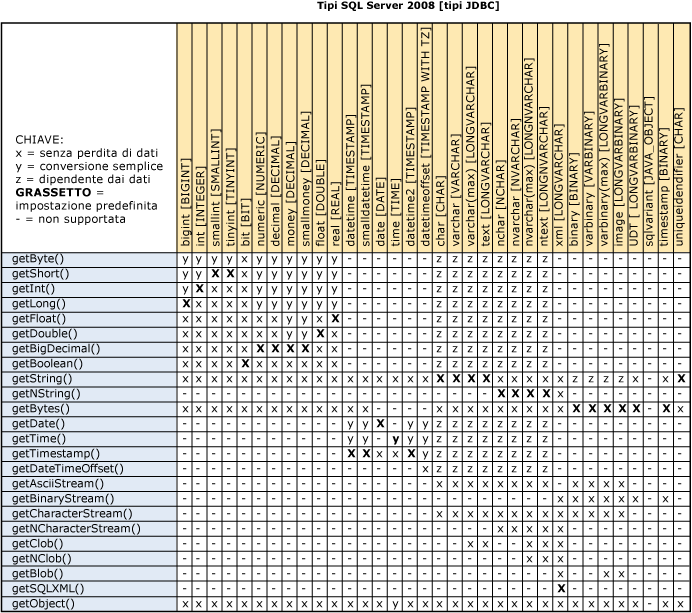 Tipi SQL Server 2008 [tipi JDBC]
CHIAVE:
x = senza perdita di dati
y = conversione semplice
z = dipendente dai dati
GRASSETTO =
impostazione predefinita
- = non supportata
bigint [BIGINT]
int [INTEGER]
smallint [SMALLINT]
tinyint [TINYINT]
bit [BIT]
numeric [NUMERIC]
decimal [DECIMAL]
money [DECIMAL]
smallmoney [DECIMAL]
float [DOUBLE]
real [REAL]
datetime [TIMESTAMP]
smalldatetime [TIMESTAMP]
date [DATE]
time [TIME]
datetime2 [TIMESTAMP]
datetimeoffset [TIMESTAMP WITH TZ]
char [CHAR]
varchar [VARCHAR]
varchar(max) [LONGVARCHAR]
text [LONGVARCHAR]
nchar [NCHAR]
nvarchar [NVARCHAR]
nvarchar(max) [LONGNVARCHAR]
ntext [LONGNVARCHAR]
xml [LONGVARCHAR]
binary [BINARY]
varbinary [VARBINARY]
varbinary(max) [LONGVARBINARY]
image [LONGVARBINARY]
UDT [ LONGVARBINARY]
sqlvariant [JAVA_OBJECT]
timestamp [BINARY]
uniqueidendifier [CHAR]
getByte() y y y y x y y y y y y - - - - - - z z z z z z z z - - - - - - - - -
getShort() y y x x x y y y y y y - - - - - - z z z z z z z z - - - - - - - - -
getInt() y x x x x y y y y y y - - - - - - z z z z z z z z - - - - - - - - -
getLong() x x x x x y y y y y y - - - - - - z z z z z z z z - - - - - - - - -
getFloat() x x x x x x x y y x x - - - - - - z z z z z z z z - - - - - - - - -
getDouble() x x x x x x x y y x x - - - - - - z z z z z z z z - - - - - - - - -
getBigDecimal() x x x x x x x x x x x - - - - - - z z z z z z z z - - - - - - - - -
getBoolean() x x x x x x x x x x x - - - - - - z z z z z z z z - - - - - - - - -
getString() x x x x x x x x x x x x x x x x x x x x x x x x x x z z z z x - x x
getNString() - - - - - - - - - - - - - - - - - - - - - x x x x - - - - - - - - -
getBytes() x x x x x x x x x x x x x - - - - x x x x x x x x x x x x x x - x x
getDate() - - - - - - - - - - - y y x - y y z z z z z z z z - - - - - - - - -
getTime() - - - - - - - - - - - y y - y y y z z z z z z z z - - - - - - - - -
getTimestamp() - - - - - - - - - - - x x x x x y z z z z z z z z - - - - - - - - -
getDateTimeOffset() - - - - - - - - - - - - - - - - x z z z z z z z z - - - - - - - - -
getAsciiStream() - - - - - - - - - - - - - - - - - x x x x x x x x - x x x x - - - -
getBinaryStream() - - - - - - - - - - - - - - - - - - - - - - - - - x x x x x x - x -
getCharacterStream() - - - - - - - - - - - - - - - - - x x x x x x x x x x x x x - - - -
getNCharacterStream() - - - - - - - - - - - - - - - - - - - - - x x x x x - - - - - - - -
getClob() - - - - - - - - - - - - - - - - - - - x x - - x x x - - - - - - - -
getNClob() - - - - - - - - - - - - - - - - - - - - - - - x x x - - - - - - - -
getBlob() - - - - - - - - - - - - - - - - - - - - - - - - - x - - x x - - - -
getSQLXML() - - - - - - - - - - - - - - - - - - - - - - - - - x - - - - - - - -
getObject() x x x x x x x x x x x x x x y x x x x x x x x x x x x x x x x - x x